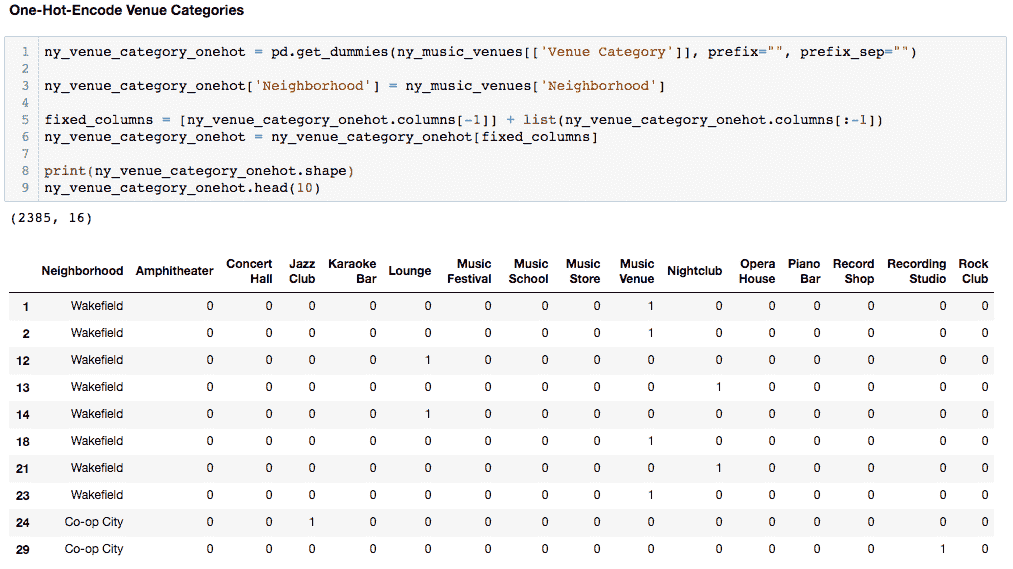 One-Hot-Encode Venue Categories
1 ny_venue_category_onehot = pd.get_dummies(ny_music_venues[['Venue Category']], prefix="", prefix_sep="")
2
3 ny_venue_category_onehot['Neighborhood'] = ny_music_venues['Neighborhood']
4
5 fixed_columns = [ny_venue_category_onehot.columns[-1]] + list(ny_venue_category_onehot.columns[:-1])
6 ny_venue_category_onehot = ny_venue_category_onehot[fixed_columns]
7
8 print(ny_venue_category_onehot.shape)
9 ny_venue_category_onehot.head(10)
(2385, 16)
Neighborhood Amphitheater Concert Hall Jazz Club Karaoke Bar Lounge Music Festival Music School Music Store Music Venue Nightclub Opera House Piano Bar Record Shop Recording Studio Rock Club
1 Wakefield 0 0 0 0 0 0 0 0 1 0 0 0 0 0 0
2 Wakefield 0 0 0 0 0 0 0 0 1 0 0 0 0 0 0
12 Wakefield 0 0 0 0 1 0 0 0 0 0 0 0 0 0 0
13 Wakefield 0 0 0 0 0 0 0 0 0 1 0 0 0 0 0
14 Wakefield 0 0 0 0 1 0 0 0 0 0 0 0 0 0 0
18 Wakefield 0 0 0 0 0 0 0 0 1 0 0 0 0 0 0
21 Wakefield 0 0 0 0 0 0 0 0 0 1 0 0 0 0 0
23 Wakefield 0 0 0 0 0 0 0 0 1 0 0 0 0 0 0
24 Co-op City 0 0 1 0 0 0 0 0 0 0 0 0 0 0 0
29 Co-op City 0 0 0 0 0 0 0 0 0 0 0 0 0 1 0